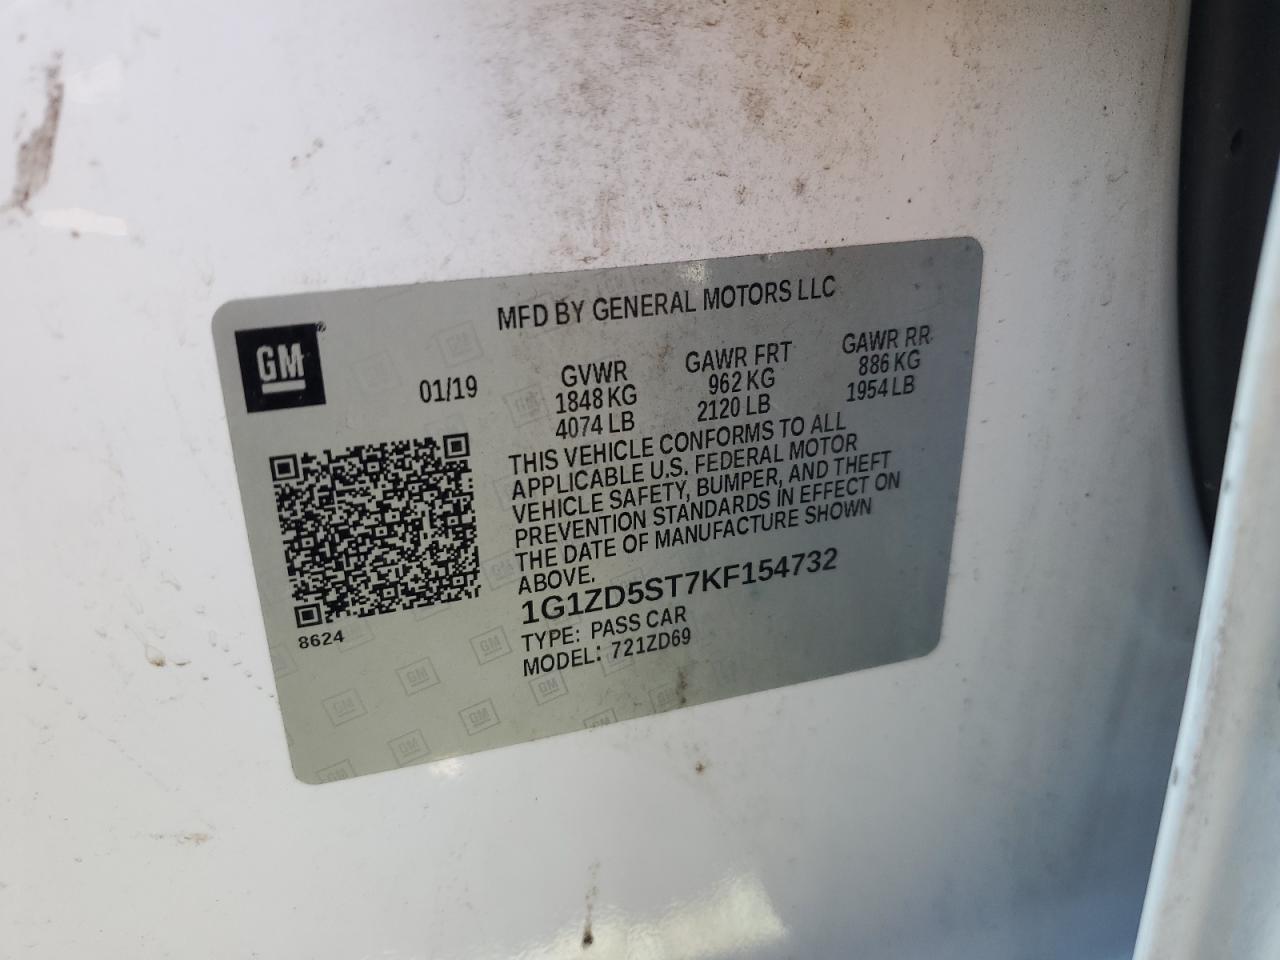 MFD BY GENERAL MOTORS LLC
GM
01/19
GVWR GAWR FRT GAWR RR
1848 KG 962 KG 886 KG
4074 LB 2120 LB 1954 LB
THIS VEHICLE CONFORMS TO ALL
APPLICABLE U.S. FEDERAL MOTOR
VEHICLE SAFETY, BUMPER, AND THEFT
PREVENTION STANDARDS IN EFFECT ON
THE DATE OF MANUFACTURE SHOWN
ABOVE.
1G1ZD5ST7KF154732
TYPE: PASS CAR
MODEL: 721ZD69
8624